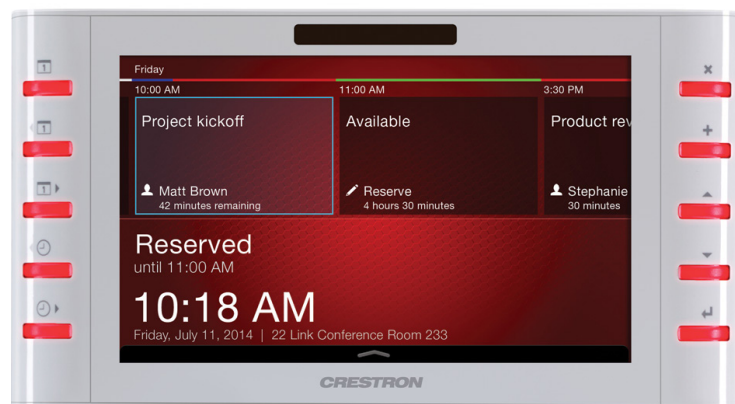 Friday
10:00 AM
11:00 AM
3:30 PM
Project kickoff
Available
Product rev
Matt Brown
42 minutes remaining
Reserve
4 hours 30 minutes
Stephanie
30 minutes
Reserved
until 11:00 AM
10:18 AM
Friday, July 11, 2014 | 22 Link Conference Room 233
CRESTRON